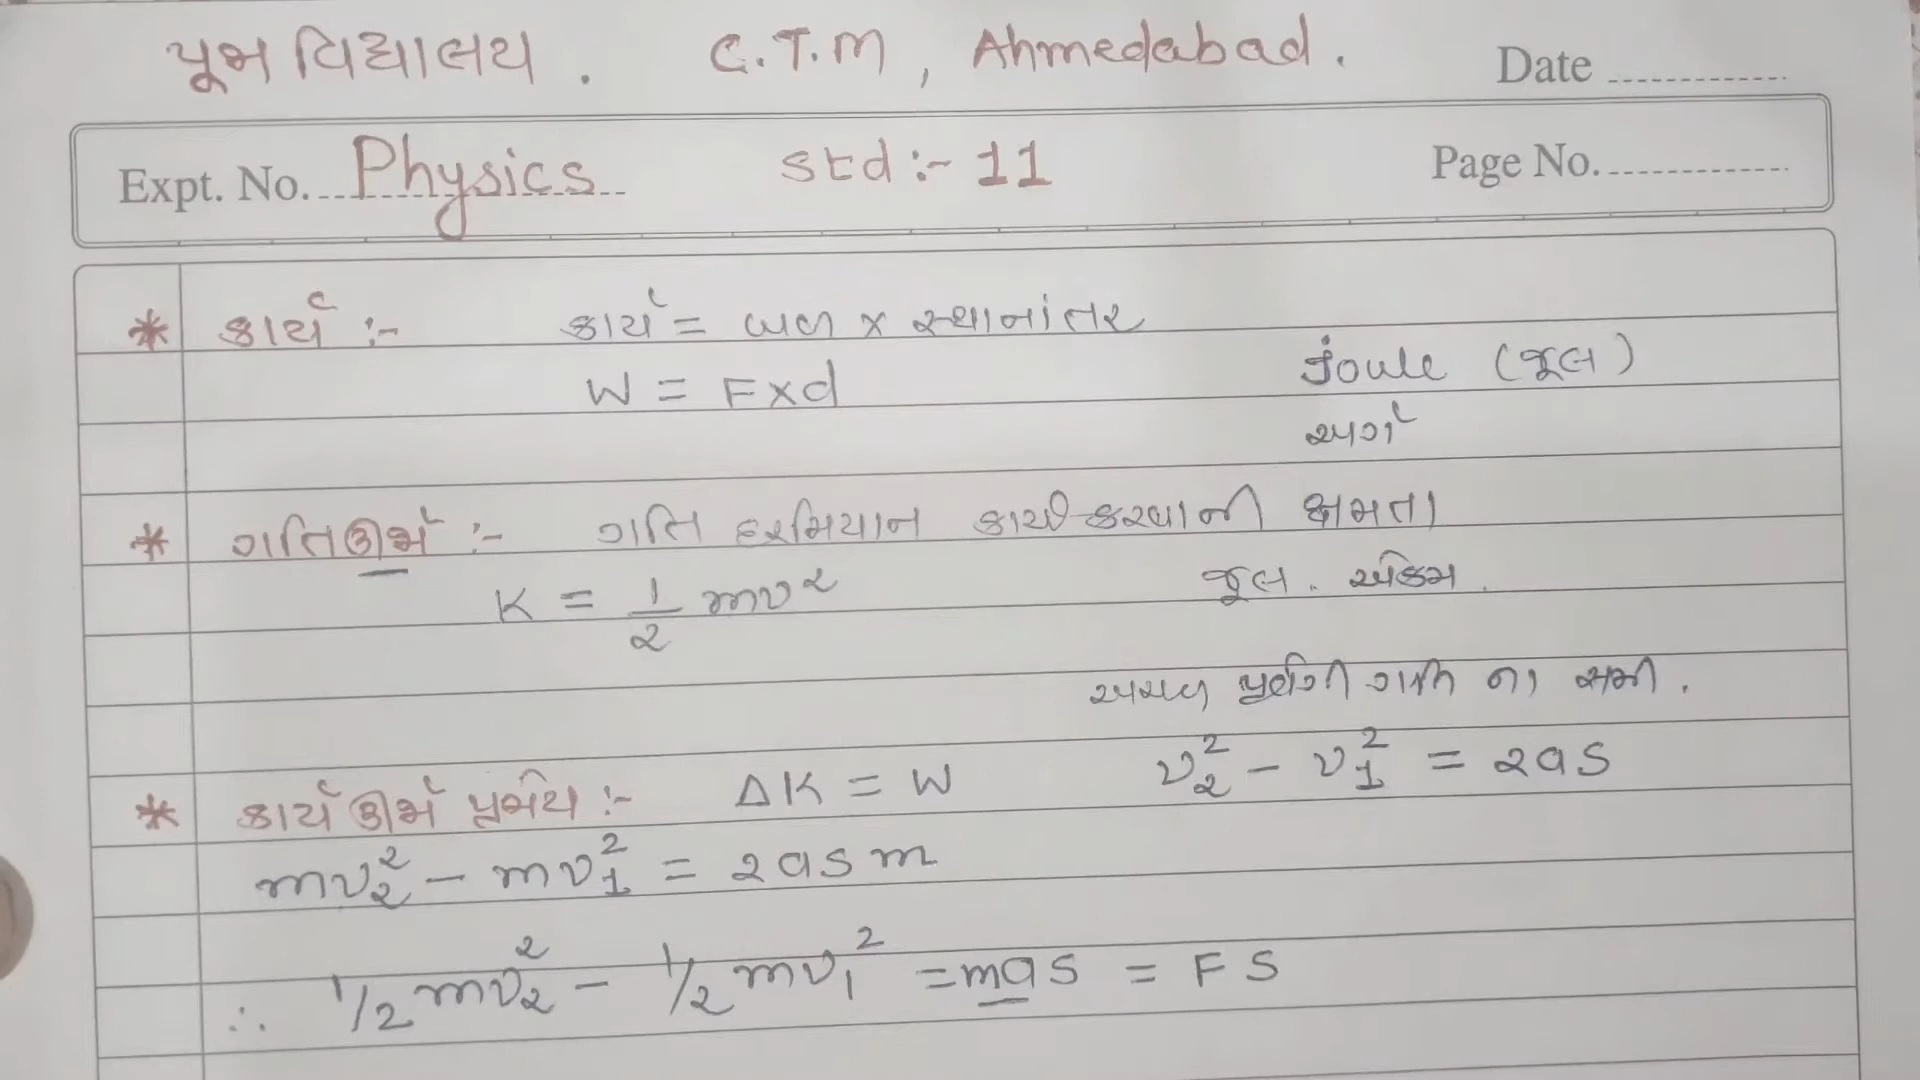 પૂજા વિદ્યાલય . C.T.M , Ahmedabad .
Date
Expt. No. Physics std :- 11 Page No.
* કાર્ય :- કાર્ય = બળ x સ્થાનાંતર
W = F x d Joule (જૂલ)
અર્ગ
* ગતિઊર્જા :- ગતિ દરમિયાન કાર્ય કરવાની ક્ષમતા
K = 1/2 mv² જૂલ . એકમ .
અચળ પ્રવેગી ગતિ ના સમી .
* કાર્ય ઊર્જા પ્રમેય :- ΔK = W v₂² - v₁² = 2as
mv₂² - mv₁² = 2asm
∴ 1/2 mv₂² - 1/2 mv₁² = mas = FS